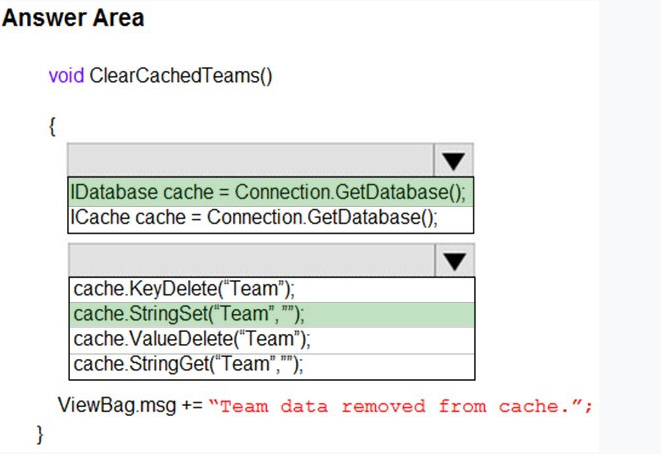 Answer Area
void ClearCachedTeams()
{
IDatabase cache = Connection.GetDatabase();
ICache cache = Connection.GetDatabase();
cache.KeyDelete(“Team”);
cache.StringSet(“Team”,””);
cache.ValueDelete(“Team”);
cache.StringGet(“Team”,””);
ViewBag.msg += “Team data removed from cache.”;
}